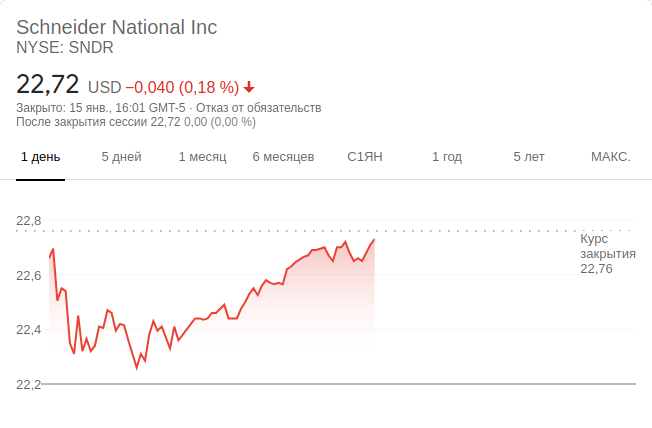 Schneider National Inc
NYSE: SNDR
22,72 USD −0,040 (0,18 %)
Закрыто: 15 янв., 16:01 GMT-5 · Отказ от обязательств
После закрытия сессии 22,72 0,00 (0,00 %)
1 день 5 дней 1 месяц 6 месяцев С1ЯН 1 год 5 лет МАКС.
22,8
Курс
закрытия
22,76
22,6
22,4
22,2